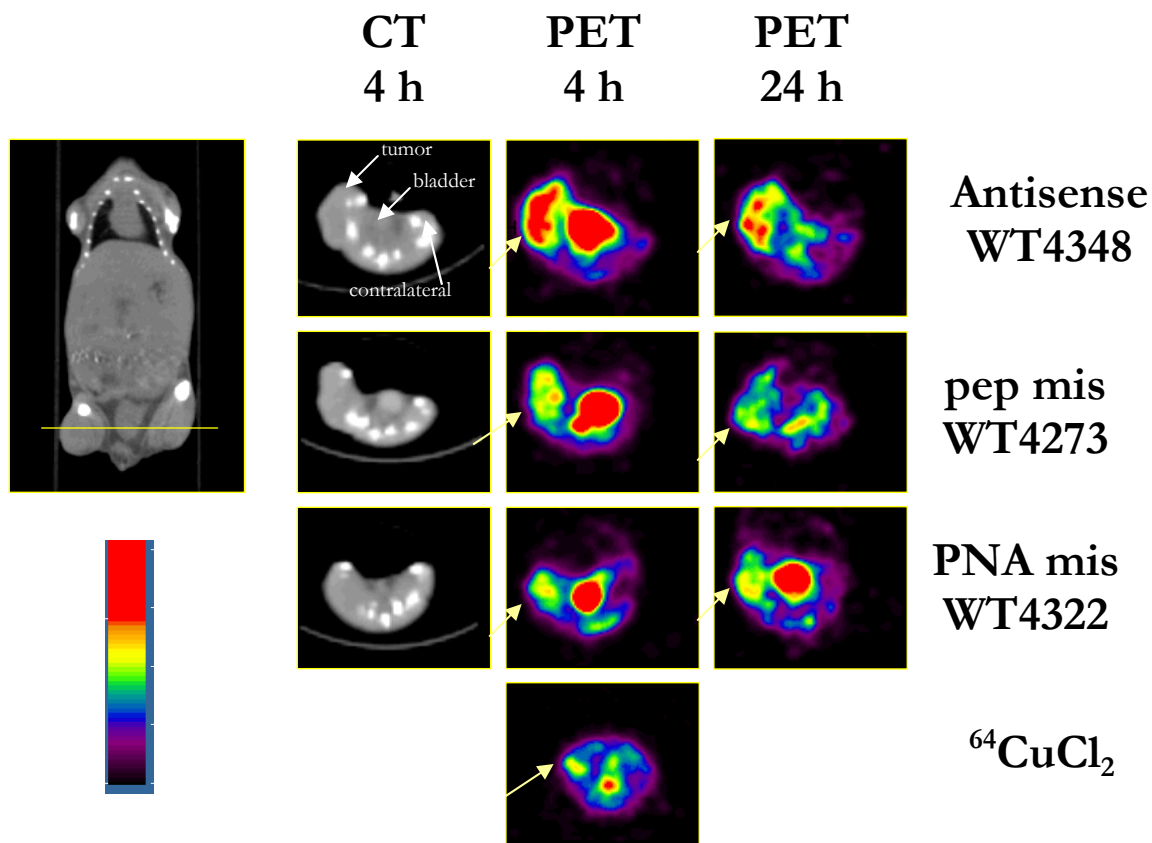 CT
4 h
PET
4 h
PET
24 h
tumor
bladder
contralateral
Antisense
WT4348
pep mis
WT4273
PNA mis
WT4322
⁶⁴CuCl₂